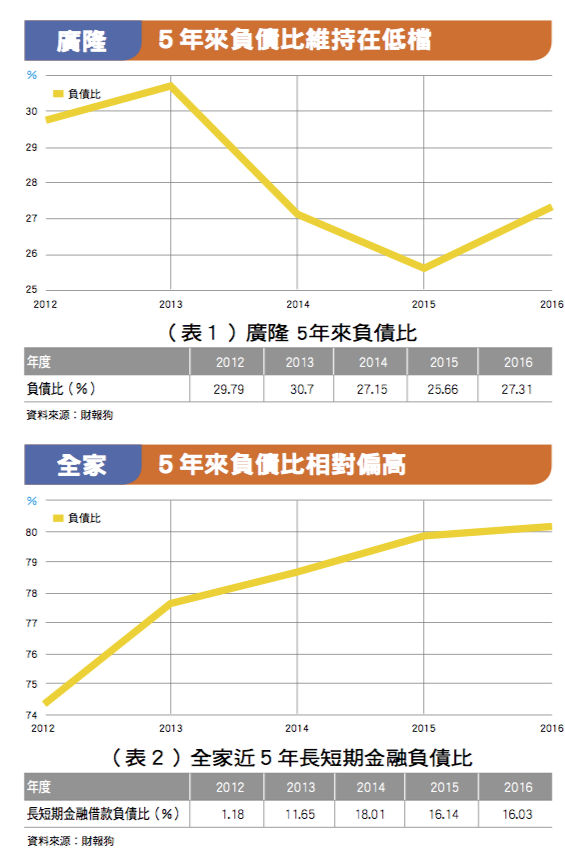 廣隆 5年來負債比維持在低檔
%
負債比
30
29
28
27
26
25
2012 2013 2014 2015 2016
（表1）廣隆 5年來負債比
年度 2012 2013 2014 2015 2016
負債比（%） 29.79 30.7 27.15 25.66 27.31
資料來源：財報狗
全家 5年來負債比相對偏高
%
負債比
80
79
78
77
76
75
74
2012 2013 2014 2015 2016
（表2）全家近5年長短期金融負債比
年度 2012 2013 2014 2015 2016
長短期金融借款負債比（%） 1.18 11.65 18.01 16.14 16.03
資料來源：財報狗